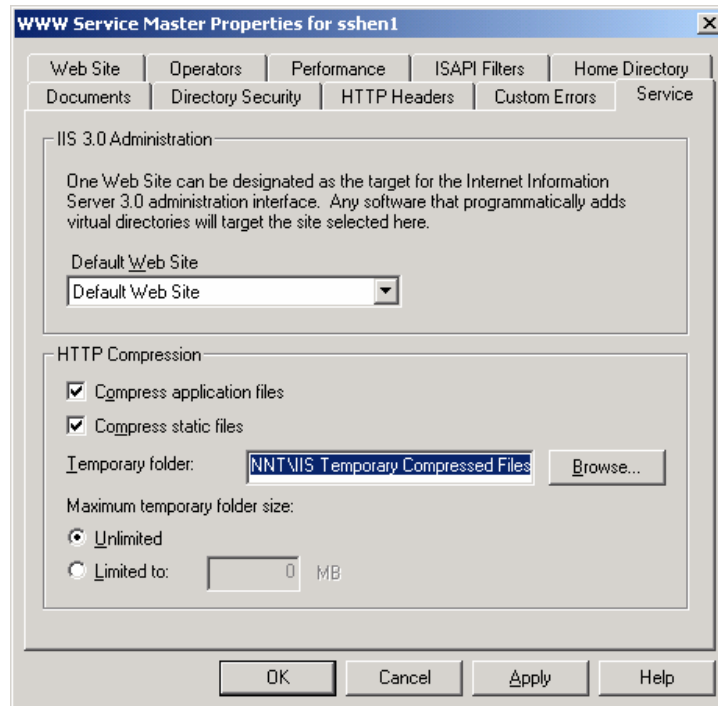 WWW Service Master Properties for sshen1
Web Site
Operators
Performance
ISAPI Filters
Home Directory
Documents
Directory Security
HTTP Headers
Custom Errors
Service
IIS 3.0 Administration
One Web Site can be designated as the target for the Internet Information
Server 3.0 administration interface. Any software that programmatically adds
virtual directories will target the site selected here.
Default Web Site
Default Web Site
HTTP Compression
Compress application files
Compress static files
Temporary folder:
NNT\IIS Temporary Compressed Files
Browse...
Maximum temporary folder size:
Unlimited
Limited to:
0
MB
OK
Cancel
Apply
Help